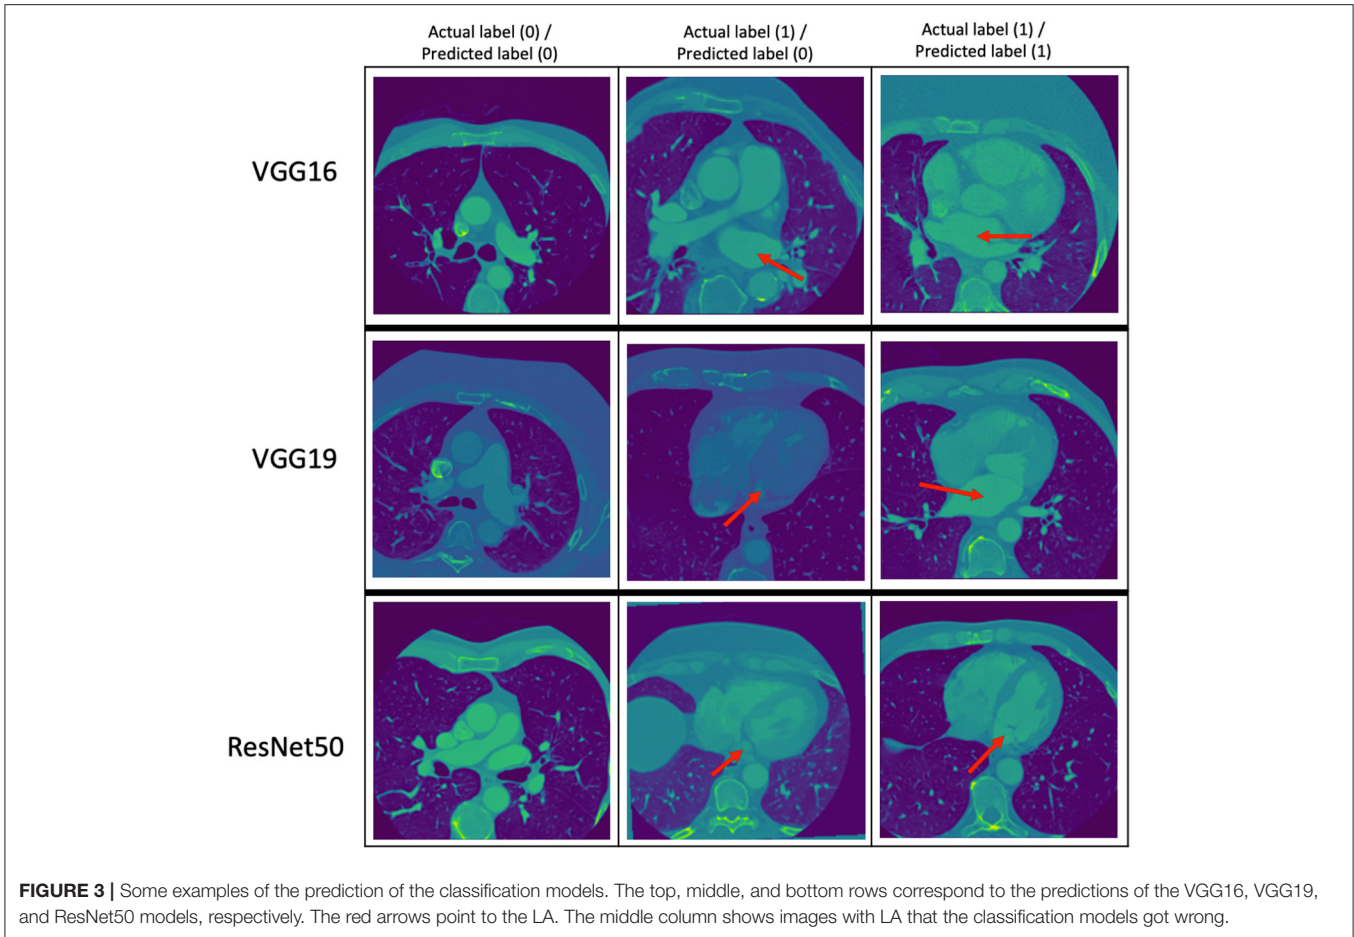 Actual label (0) /
Predicted label (0)
Actual label (1) /
Predicted label (0)
Actual label (1) /
Predicted label (1)
VGG16
VGG19
ResNet50
FIGURE 3 | Some examples of the prediction of the classification models. The top, middle, and bottom rows correspond to the predictions of the VGG16, VGG19,
and ResNet50 models, respectively. The red arrows point to the LA. The middle column shows images with LA that the classification models got wrong.